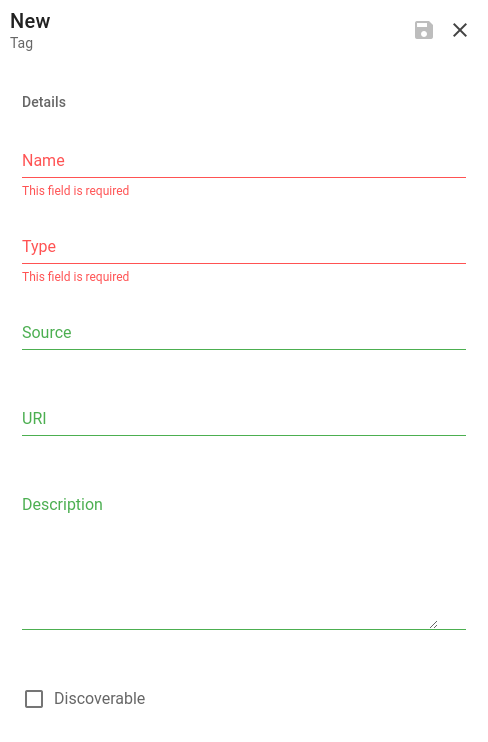 New
Tag
Details
Name
This field is required
Type
This field is required
Source
URI
Description
Discoverable